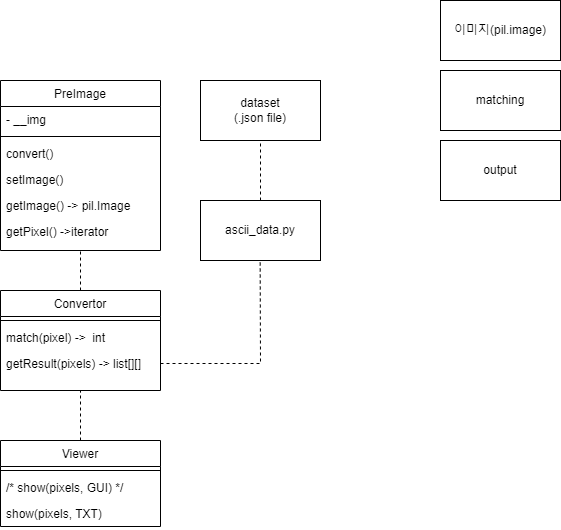 이미지(pil.image)
PreImage
dataset
(.json file)
matching
- __img
convert()
output
setImage()
getImage() -> pil.Image
getPixel() ->iterator
ascii_data.py
Convertor
match(pixel) -> int
getResult(pixels) -> list[][]
Viewer
/* show(pixels, GUI) */
show(pixels, TXT)